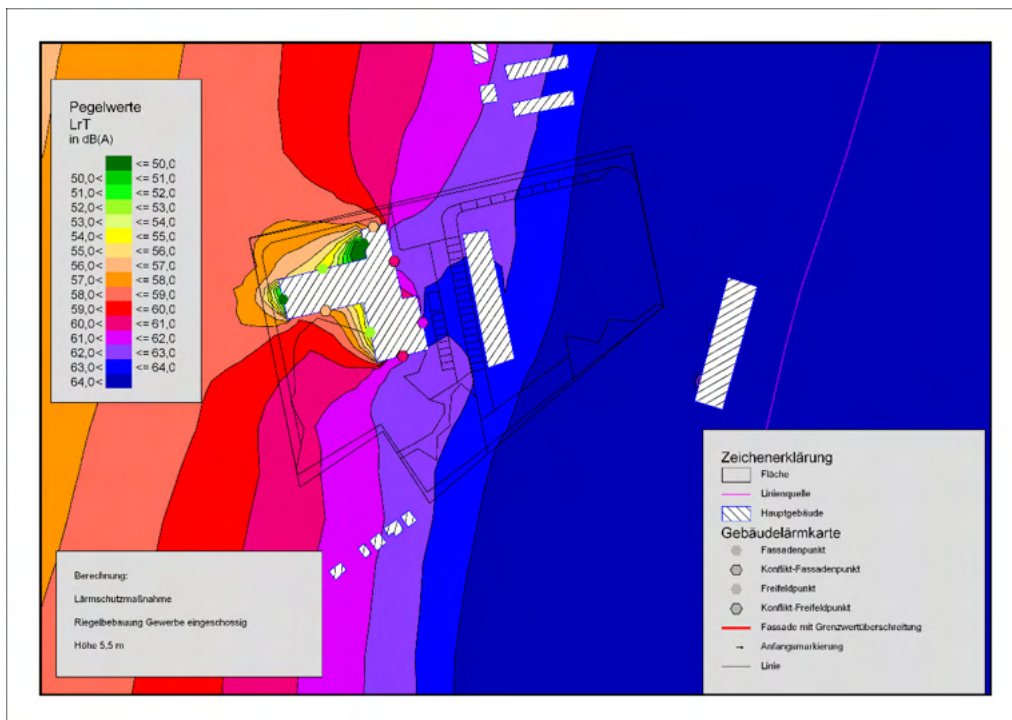 Pegelwerte
LrT
in dB(A)
<= 50,0
50,0< <= 51,0
51,0< <= 52,0
52,0< <= 53,0
53,0< <= 54,0
54,0< <= 55,0
55,0< <= 56,0
56,0< <= 57,0
57,0< <= 58,0
58,0< <= 59,0
59,0< <= 60,0
60,0< <= 61,0
61,0< <= 62,0
62,0< <= 63,0
63,0< <= 64,0
64,0<
Zeichenerklärung
Fläche
Linienquelle
Hauptgebäude
Gebäudelärmkarte
Fassadenpunkt
Konflikt-Fassadenpunkt
Freifeldpunkt
Konflikt-Freifeldpunkt
Fassade mit Grenzwertüberschreitung
Anfangsmarkierung
Linie
Berechnung:
Lärmschutzmaßnahme
Riegelbebauung Gewerbe eingeschossig
Höhe 5,5 m